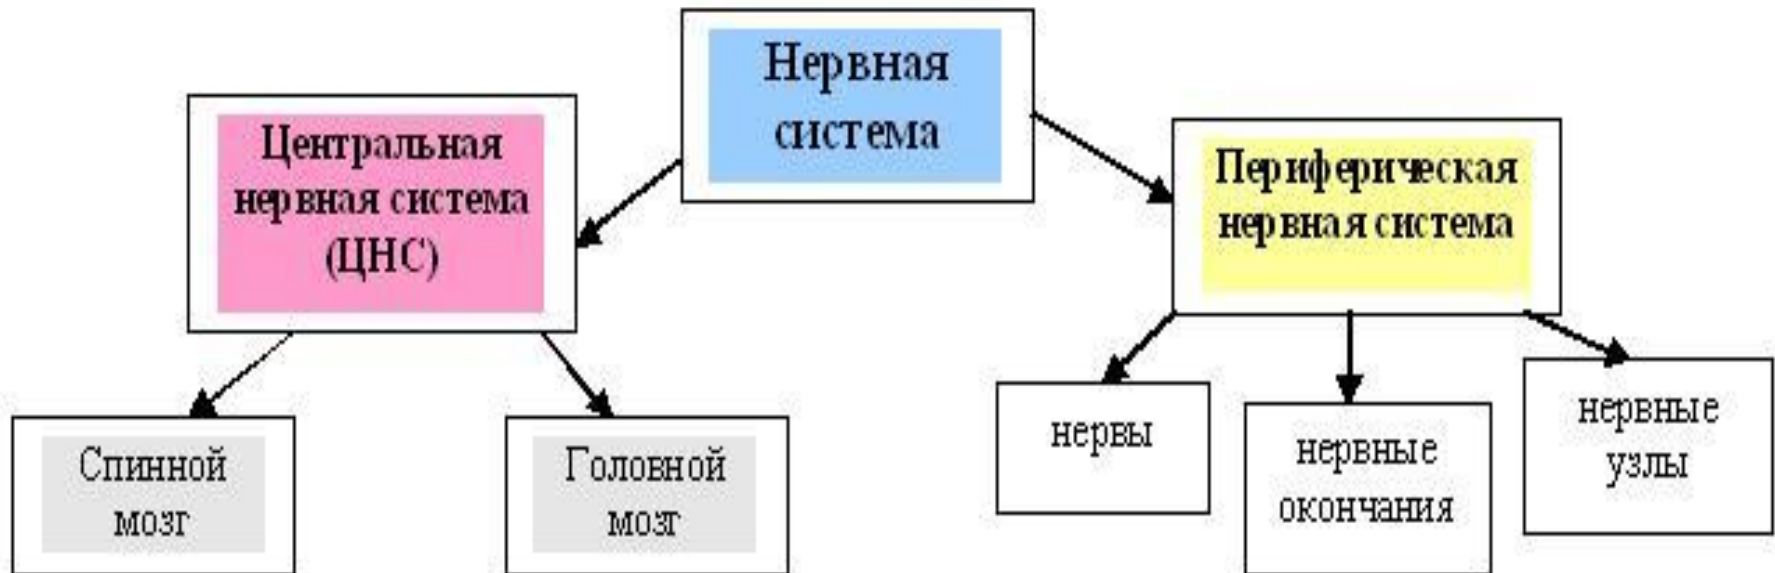 Нервная
система
Центральная
нервная система
(ЦНС)
Периферическая
нервная система
Спинной
мозг
Головной
мозг
нервы
нервные
окончания
нервные
узлы